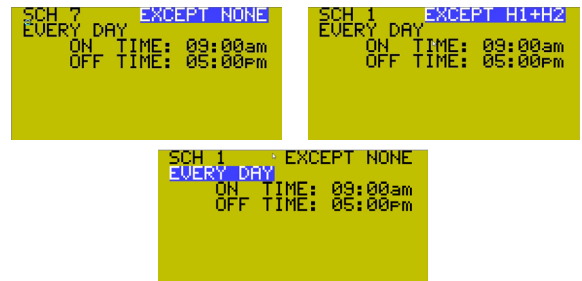 SCH 7 EXCEPT NONE
EVERY DAY
ON TIME: 09:00am
OFF TIME: 05:00pm
SCH 1 EXCEPT H1+H2
EVERY DAY
ON TIME: 09:00am
OFF TIME: 05:00pm
SCH 1 EXCEPT NONE
EVERY DAY
ON TIME: 09:00am
OFF TIME: 05:00pm